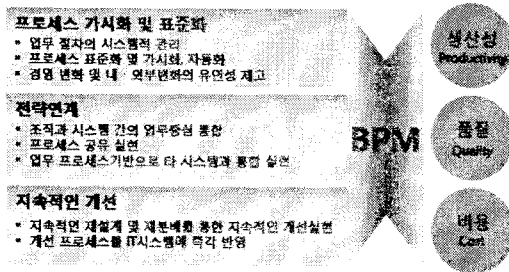 프로세스 가시화 및 표준화
• 업무 절차의 시스템적 관리
• 프로세스 표준화 및 가시화, 자동화
• 경영 변화 및 내·외부변화의 유연성 제고
전략연계
• 조직과 시스템 간의 업무중심 통합
• 프로세스 공유 실현
• 업무 프로세스기반으로 타 시스템과 통합 실현
지속적인 개선
• 지속적인 재설계 및 재분배를 통한 지속적인 개선실현
• 개선 프로세스를 IT시스템에 즉각 반영
BPM
생산성
Productivity
품질
Quality
비용
Cost